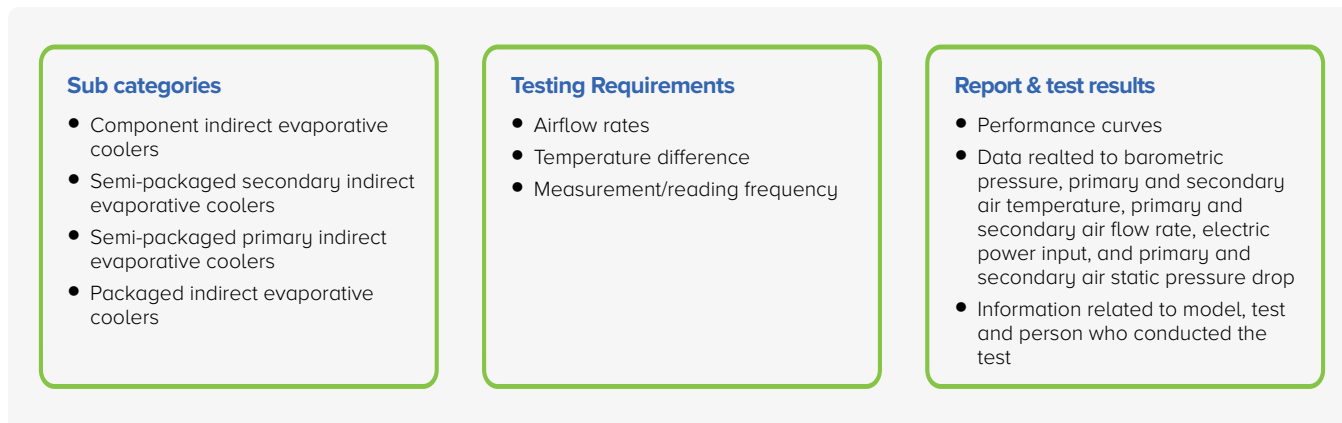 Sub categories
● Component indirect evaporative
coolers
● Semi-packaged secondary indirect
evaporative coolers
● Semi-packaged primary indirect
evaporative coolers
● Packaged indirect evaporative
coolers
Testing Requirements
● Airflow rates
● Temperature difference
● Measurement/reading frequency
Report & test results
● Performance curves
● Data realted to barometric
pressure, primary and secondary
air temperature, primary and
secondary air flow rate, electric
power input, and primary and
secondary air static pressure drop
● Information related to model, test
and person who conducted the
test